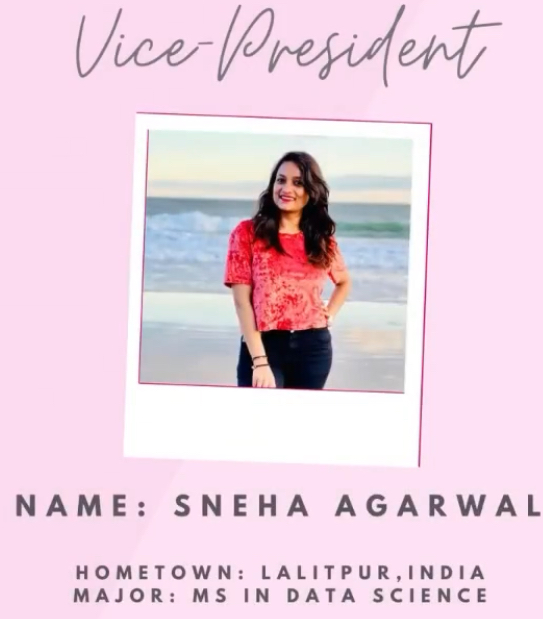 Vice-President
NAME: SNEHA AGARWAL
HOMETOWN: LALITPUR,INDIA
MAJOR: MS IN DATA SCIENCE